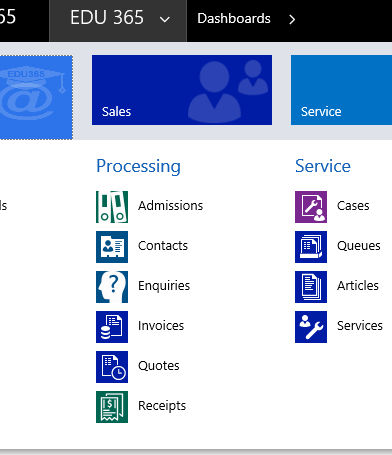 65
EDU 365
Dashboards
EDU365
Sales
Service
Processing
Service
ls
Admissions
Cases
Contacts
Queues
Enquiries
Articles
Invoices
Services
Quotes
Receipts